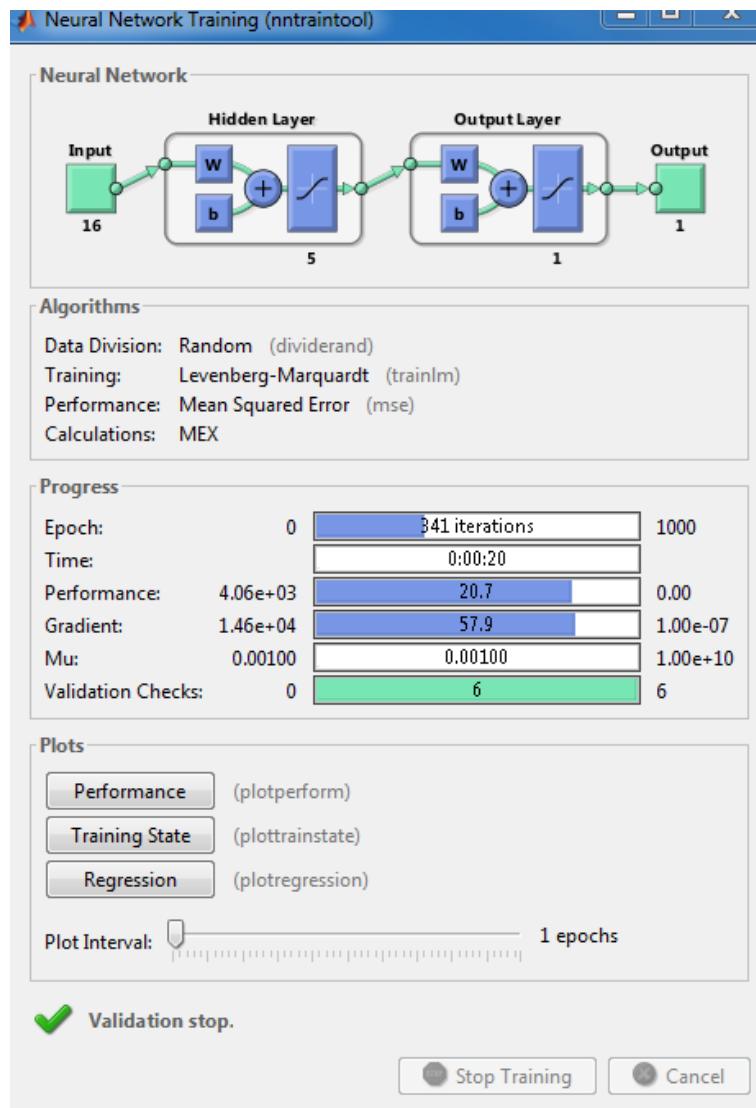 Neural Network Training (nntraintool)
Neural Network
Hidden Layer Output Layer
Input Output
W W
b b
16 5 1 1
Algorithms
Data Division: Random (dividerand)
Training: Levenberg-Marquardt (trainlm)
Performance: Mean Squared Error (mse)
Calculations: MEX
Progress
Epoch: 0 341 iterations 1000
Time: 0:00:20
Performance: 4.06e+03 20.7 0.00
Gradient: 1.46e+04 57.9 1.00e-07
Mu: 0.00100 0.00100 1.00e+10
Validation Checks: 0 6 6
Plots
Performance (plotperform)
Training State (plottrainstate)
Regression (plotregression)
Plot Interval: 1 epochs
Validation stop.
Stop Training Cancel